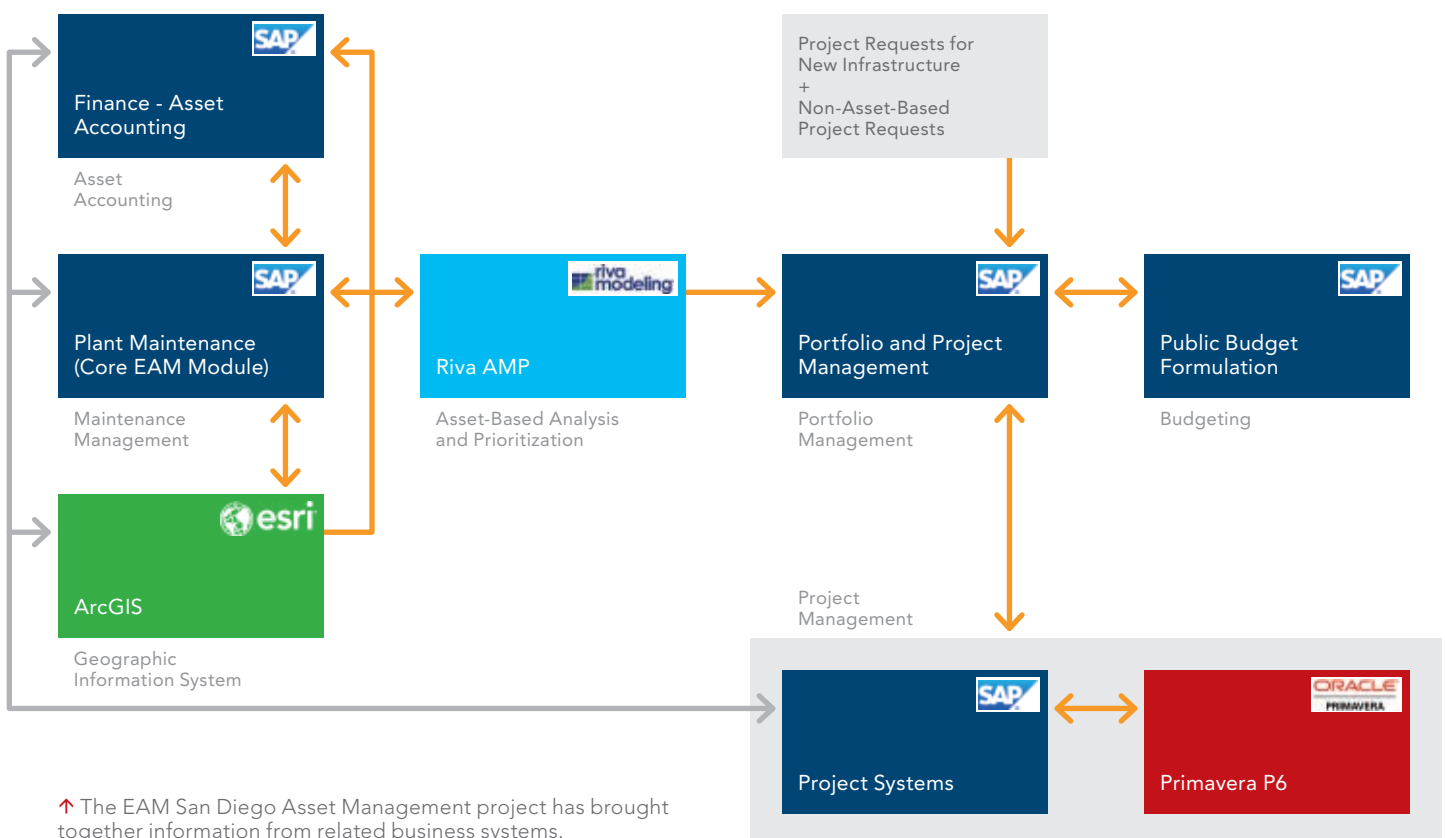 SAP
Finance - Asset
Accounting
Asset
Accounting
Project Requests for
New Infrastructure
+
Non-Asset-Based
Project Requests
SAP
Plant Maintenance
(Core EAM Module)
Maintenance
Management
riva
modeling
Riva AMP
Asset-Based Analysis
and Prioritization
SAP
Portfolio and Project
Management
Portfolio
Management
SAP
Public Budget
Formulation
Budgeting
esri
ArcGIS
Geographic
Information System
Project
Management
SAP
Project Systems
ORACLE
PRIMAVERA
Primavera P6
↑ The EAM San Diego Asset Management project has brought
together information from related business systems.